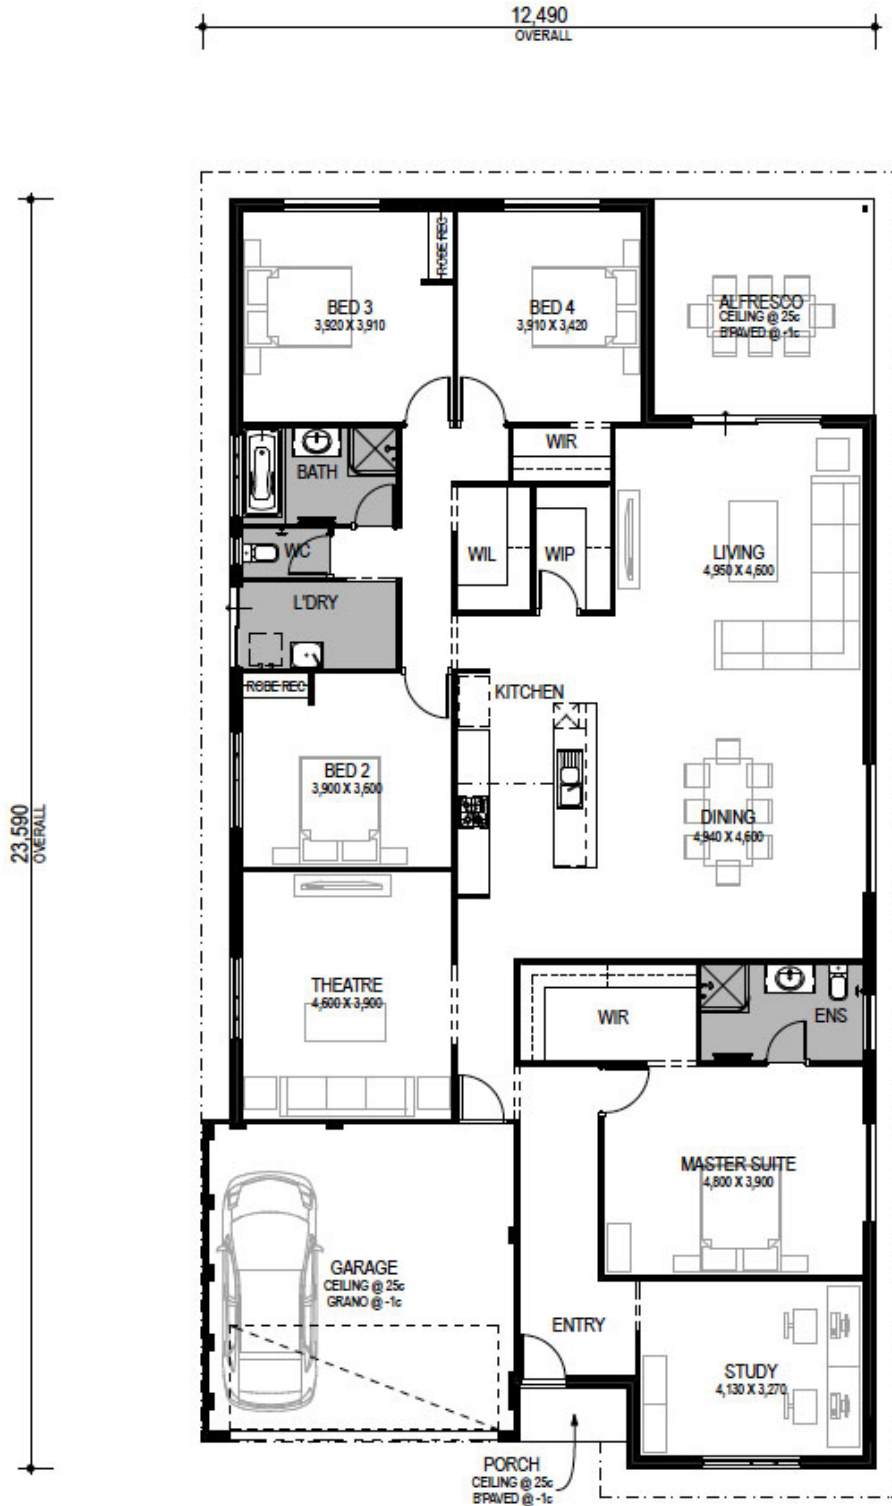 12,490
OVERALL
ROBE REC
BED 3
3,920 X 3,910
BED 4
3,910 X 3,420
ALFRESCO
CEILING @ 25c
B'PAVED @ -1c
WIR
BATH
WC
WIL
WIP
LIVING
4,950 X 4,600
L'DRY
ROBE REC
KITCHEN
BED 2
3,900 X 3,600
DINING
4,940 X 4,600
23,590
OVERALL
THEATRE
4,600 X 3,900
WIR
ENS
MASTER SUITE
4,800 X 3,900
GARAGE
CEILING @ 25c
GRANO @ -1c
ENTRY
STUDY
4,130 X 3,270
PORCH
CEILING @ 25c
B'PAVED @ -1c